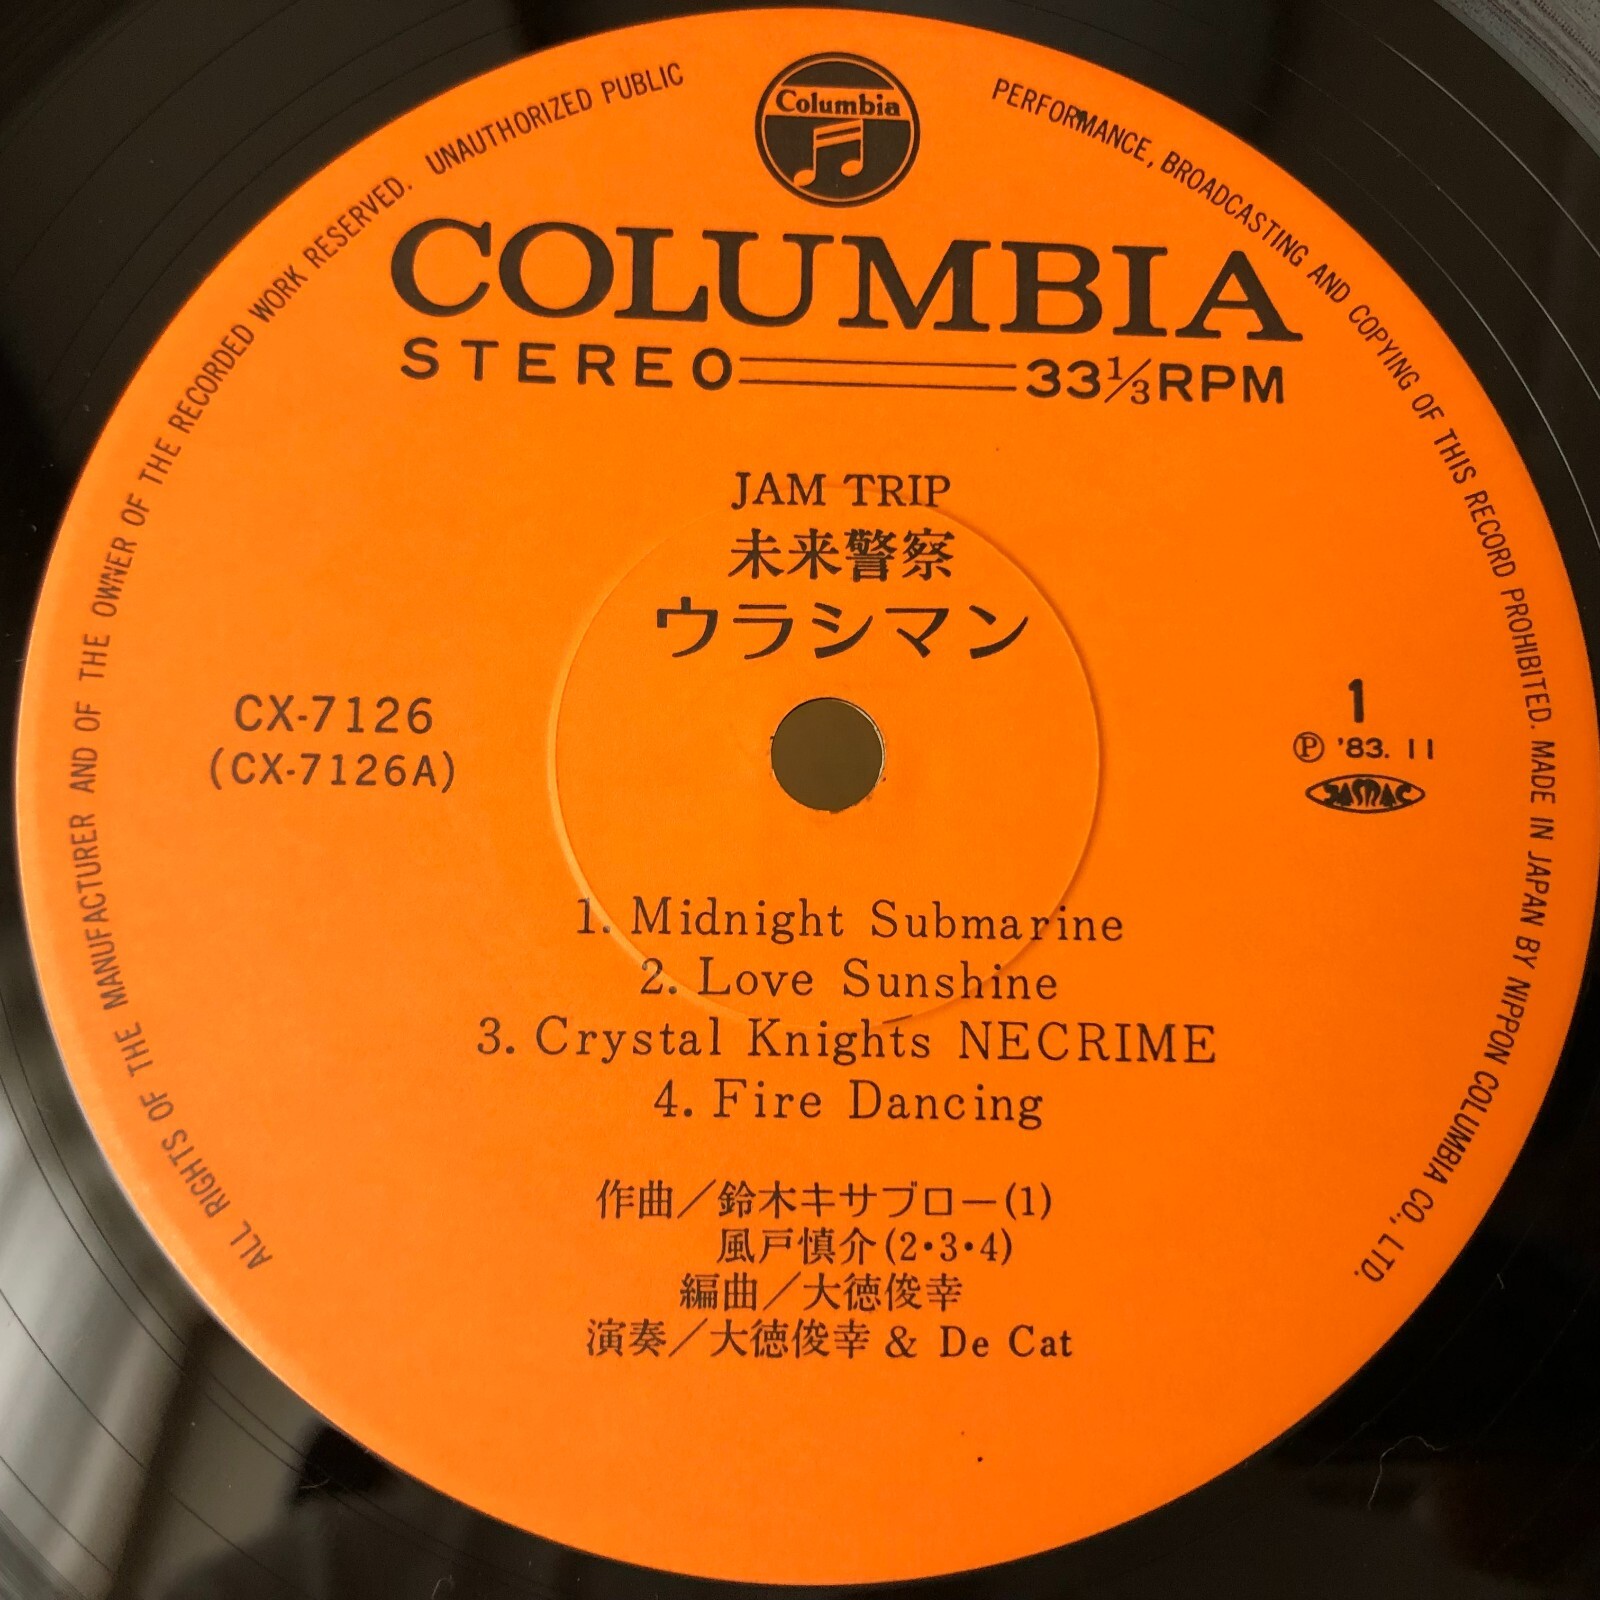 Columbia
COLUMBIA
STEREO 33 1/3 RPM
JAM TRIP
未来警察
ウラシマン
CX-7126
(CX-7126A)
1
Ⓟ '83. 11
JASRAC
1. Midnight Submarine
2. Love Sunshine
3. Crystal Knights NECRIME
4. Fire Dancing
作曲／鈴木キサブロー(1)
風戸慎介(2・3・4)
編曲／大徳俊幸
演奏／大徳俊幸 & De Cat
ALL RIGHTS OF THE MANUFACTURER AND OF THE OWNER OF THE RECORDED WORK RESERVED. UNAUTHORIZED PUBLIC PERFORMANCE, BROADCASTING AND COPYING OF THIS RECORD PROHIBITED. MADE IN JAPAN BY NIPPON COLUMBIA CO., LTD.